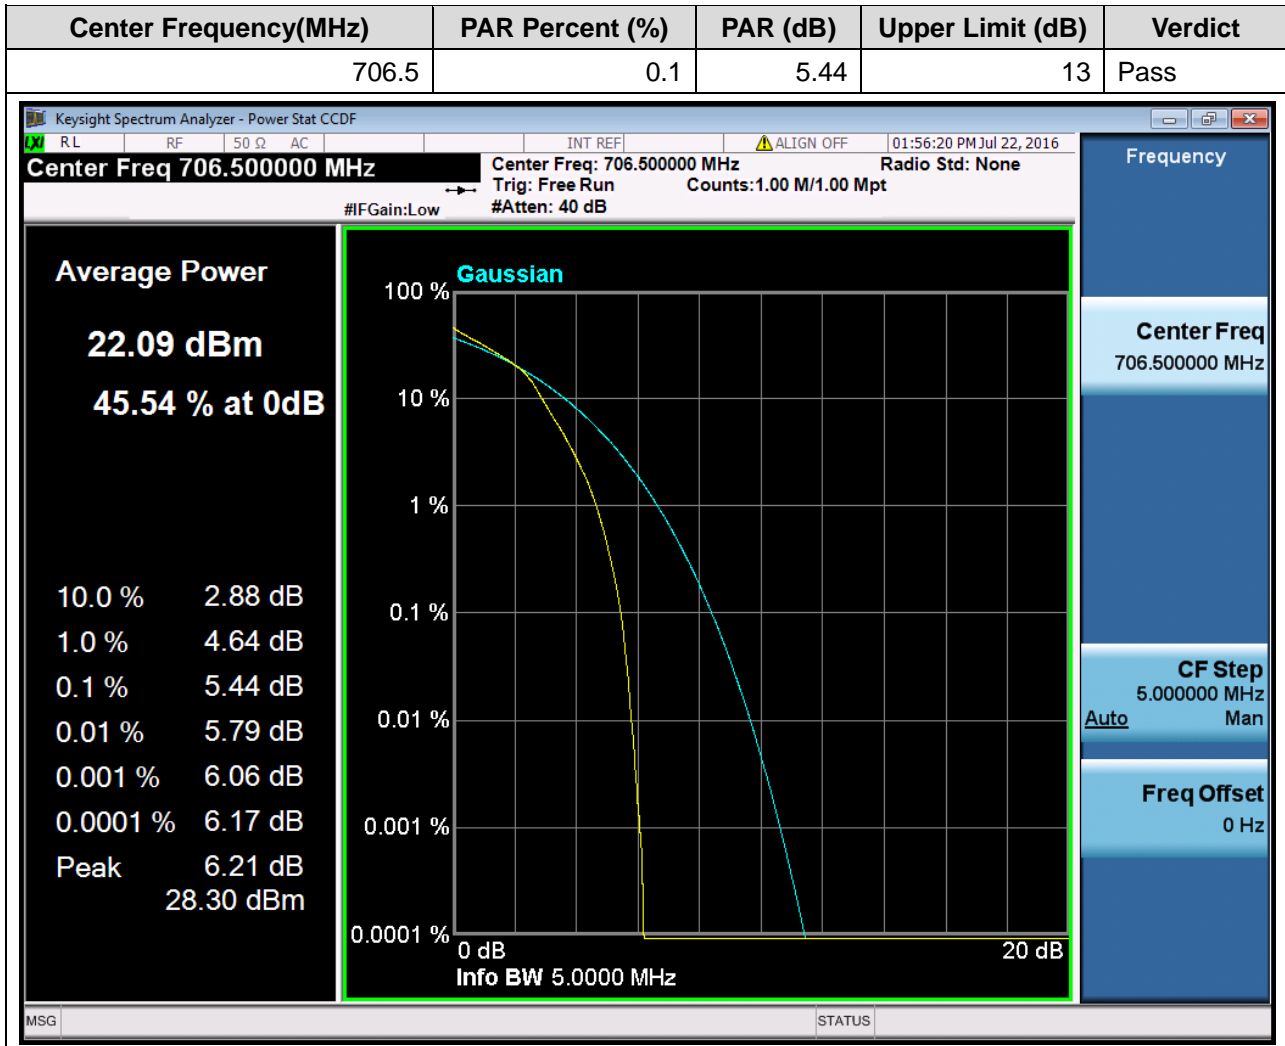 Center Frequency(MHz) PAR Percent (%) PAR (dB) Upper Limit (dB) Verdict
706.5 0.1 5.44 13 Pass
Keysight Spectrum Analyzer - Power Stat CCDF
LXI RL RF 50 Ω AC INT REF ALIGN OFF 01:56:20 PM Jul 22, 2016
Center Freq 706.500000 MHz
Center Freq: 706.500000 MHz Radio Std: None
Trig: Free Run Counts:1.00 M/1.00 Mpt
#IFGain:Low #Atten: 40 dB
Average Power
22.09 dBm
45.54 % at 0dB
10.0 % 2.88 dB
1.0 % 4.64 dB
0.1 % 5.44 dB
0.01 % 5.79 dB
0.001 % 6.06 dB
0.0001 % 6.17 dB
Peak 6.21 dB
28.30 dBm
Gaussian
100 %
10 %
1 %
0.1 %
0.01 %
0.001 %
0.0001 %
0 dB 20 dB
Info BW 5.0000 MHz
Frequency
Center Freq
706.500000 MHz
CF Step
5.000000 MHz
Auto Man
Freq Offset
0 Hz
MSG STATUS